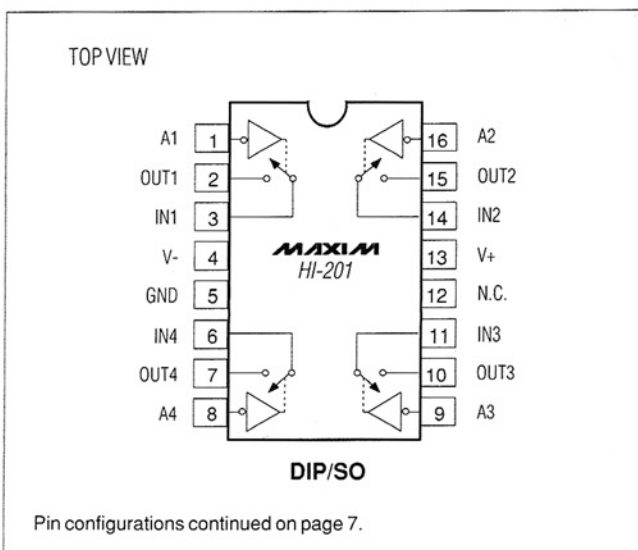 TOP VIEW
A1 1 16 A2
OUT1 2 15 OUT2
IN1 3 14 IN2
V- 4 MAXIM 13 V+
HI-201
GND 5 12 N.C.
IN4 6 11 IN3
OUT4 7 10 OUT3
A4 8 9 A3
DIP/SO
Pin configurations continued on page 7.